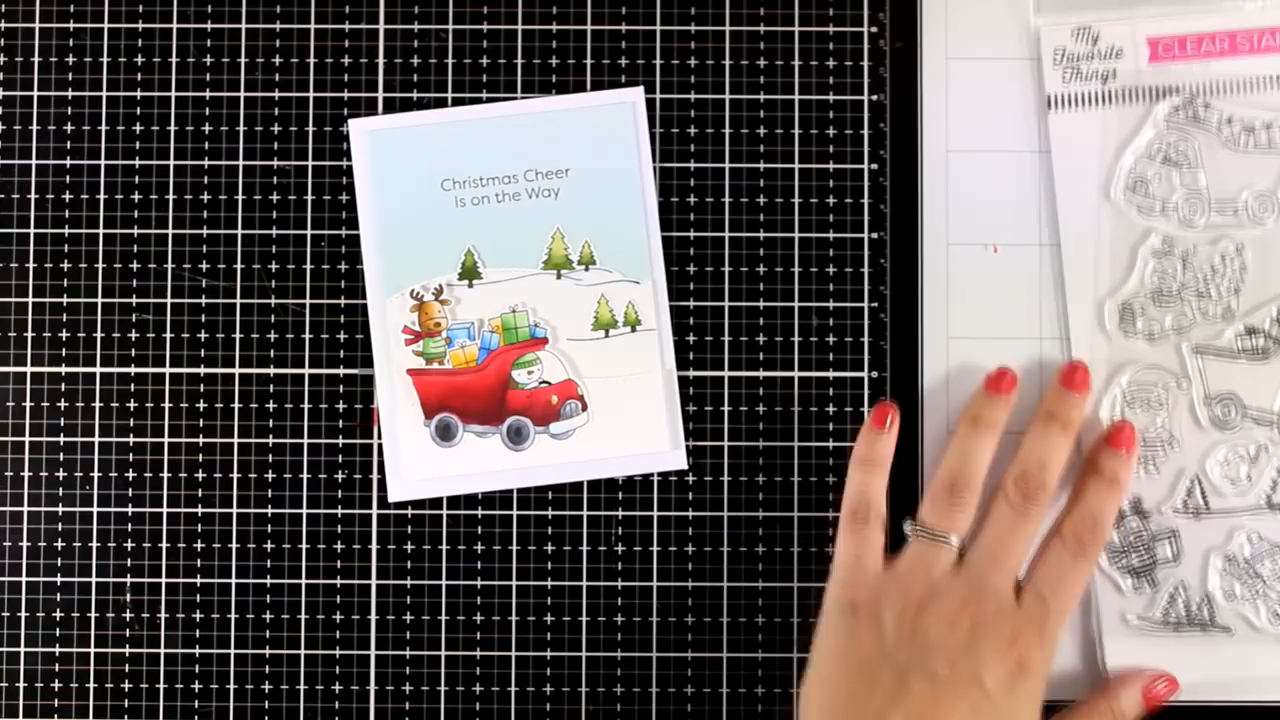 Christmas Cheer
Is on the Way
My
Favorite
Things
CLEAR STA